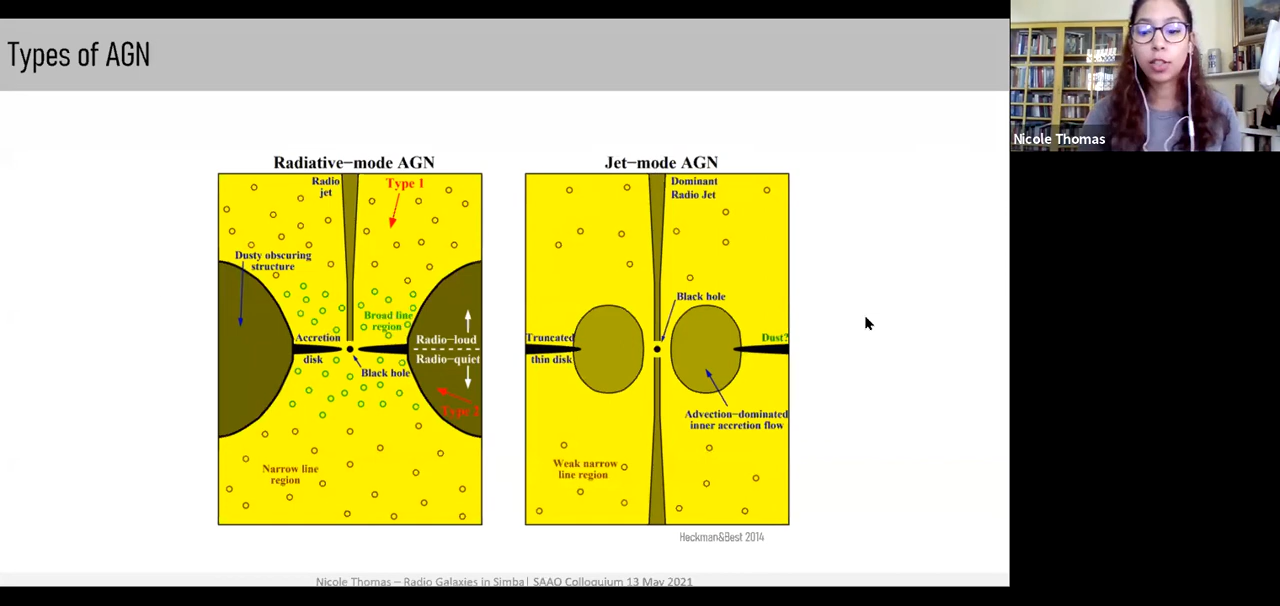 Types of AGN
Nicole Thomas
Radiative-mode AGN
Radio
jet
Type 1
Dusty obscuring
structure
Broad line
region
Accretion
disk
Radio-loud
Radio-quiet
Black hole
Type 2
Narrow line
region
Jet-mode AGN
Dominant
Radio Jet
Black hole
Truncated
thin disk
Dust?
Advection-dominated
inner accretion flow
Weak narrow
line region
Heckman&Best 2014
Nicole Thomas – Radio Galaxies in Simba| SAAO Colloquium 13 May 2021